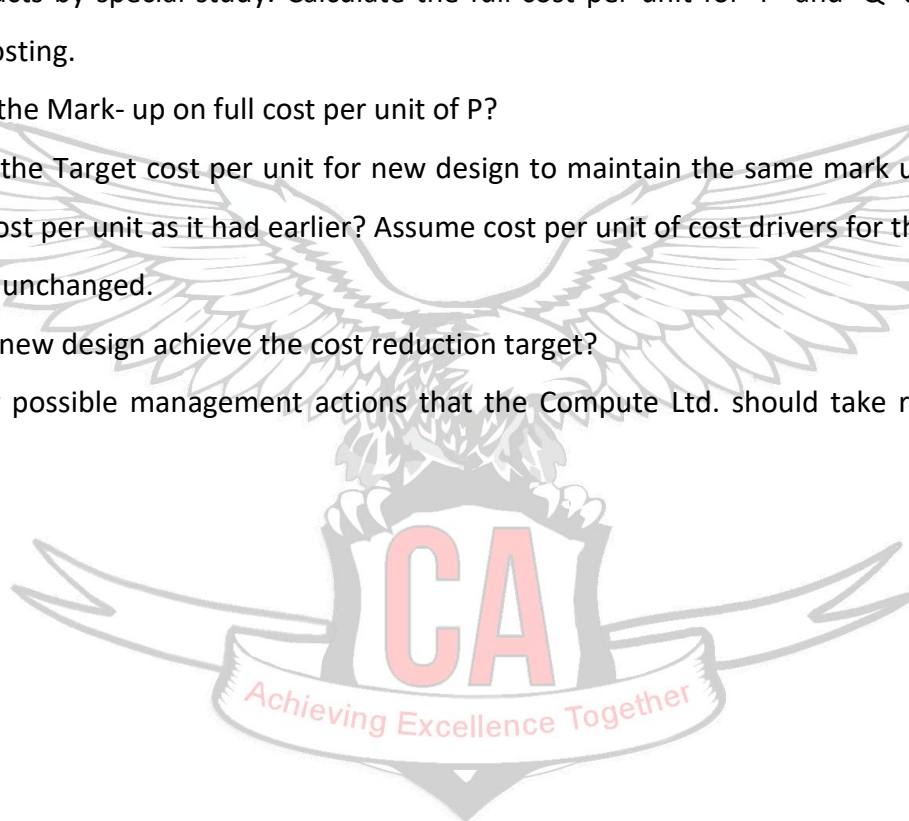 by special study. Calculate the full cost per unit for 'P' and 'Q'
osting.
the Mark- up on full cost per unit of P?
the Target cost per unit for new design to maintain the same mark u
ost per unit as it had earlier? Assume cost per unit of cost drivers for th
unchanged.
new design achieve the cost reduction target?
possible management actions that the Compute Ltd. should take r
CA
Achieving Excellence Together